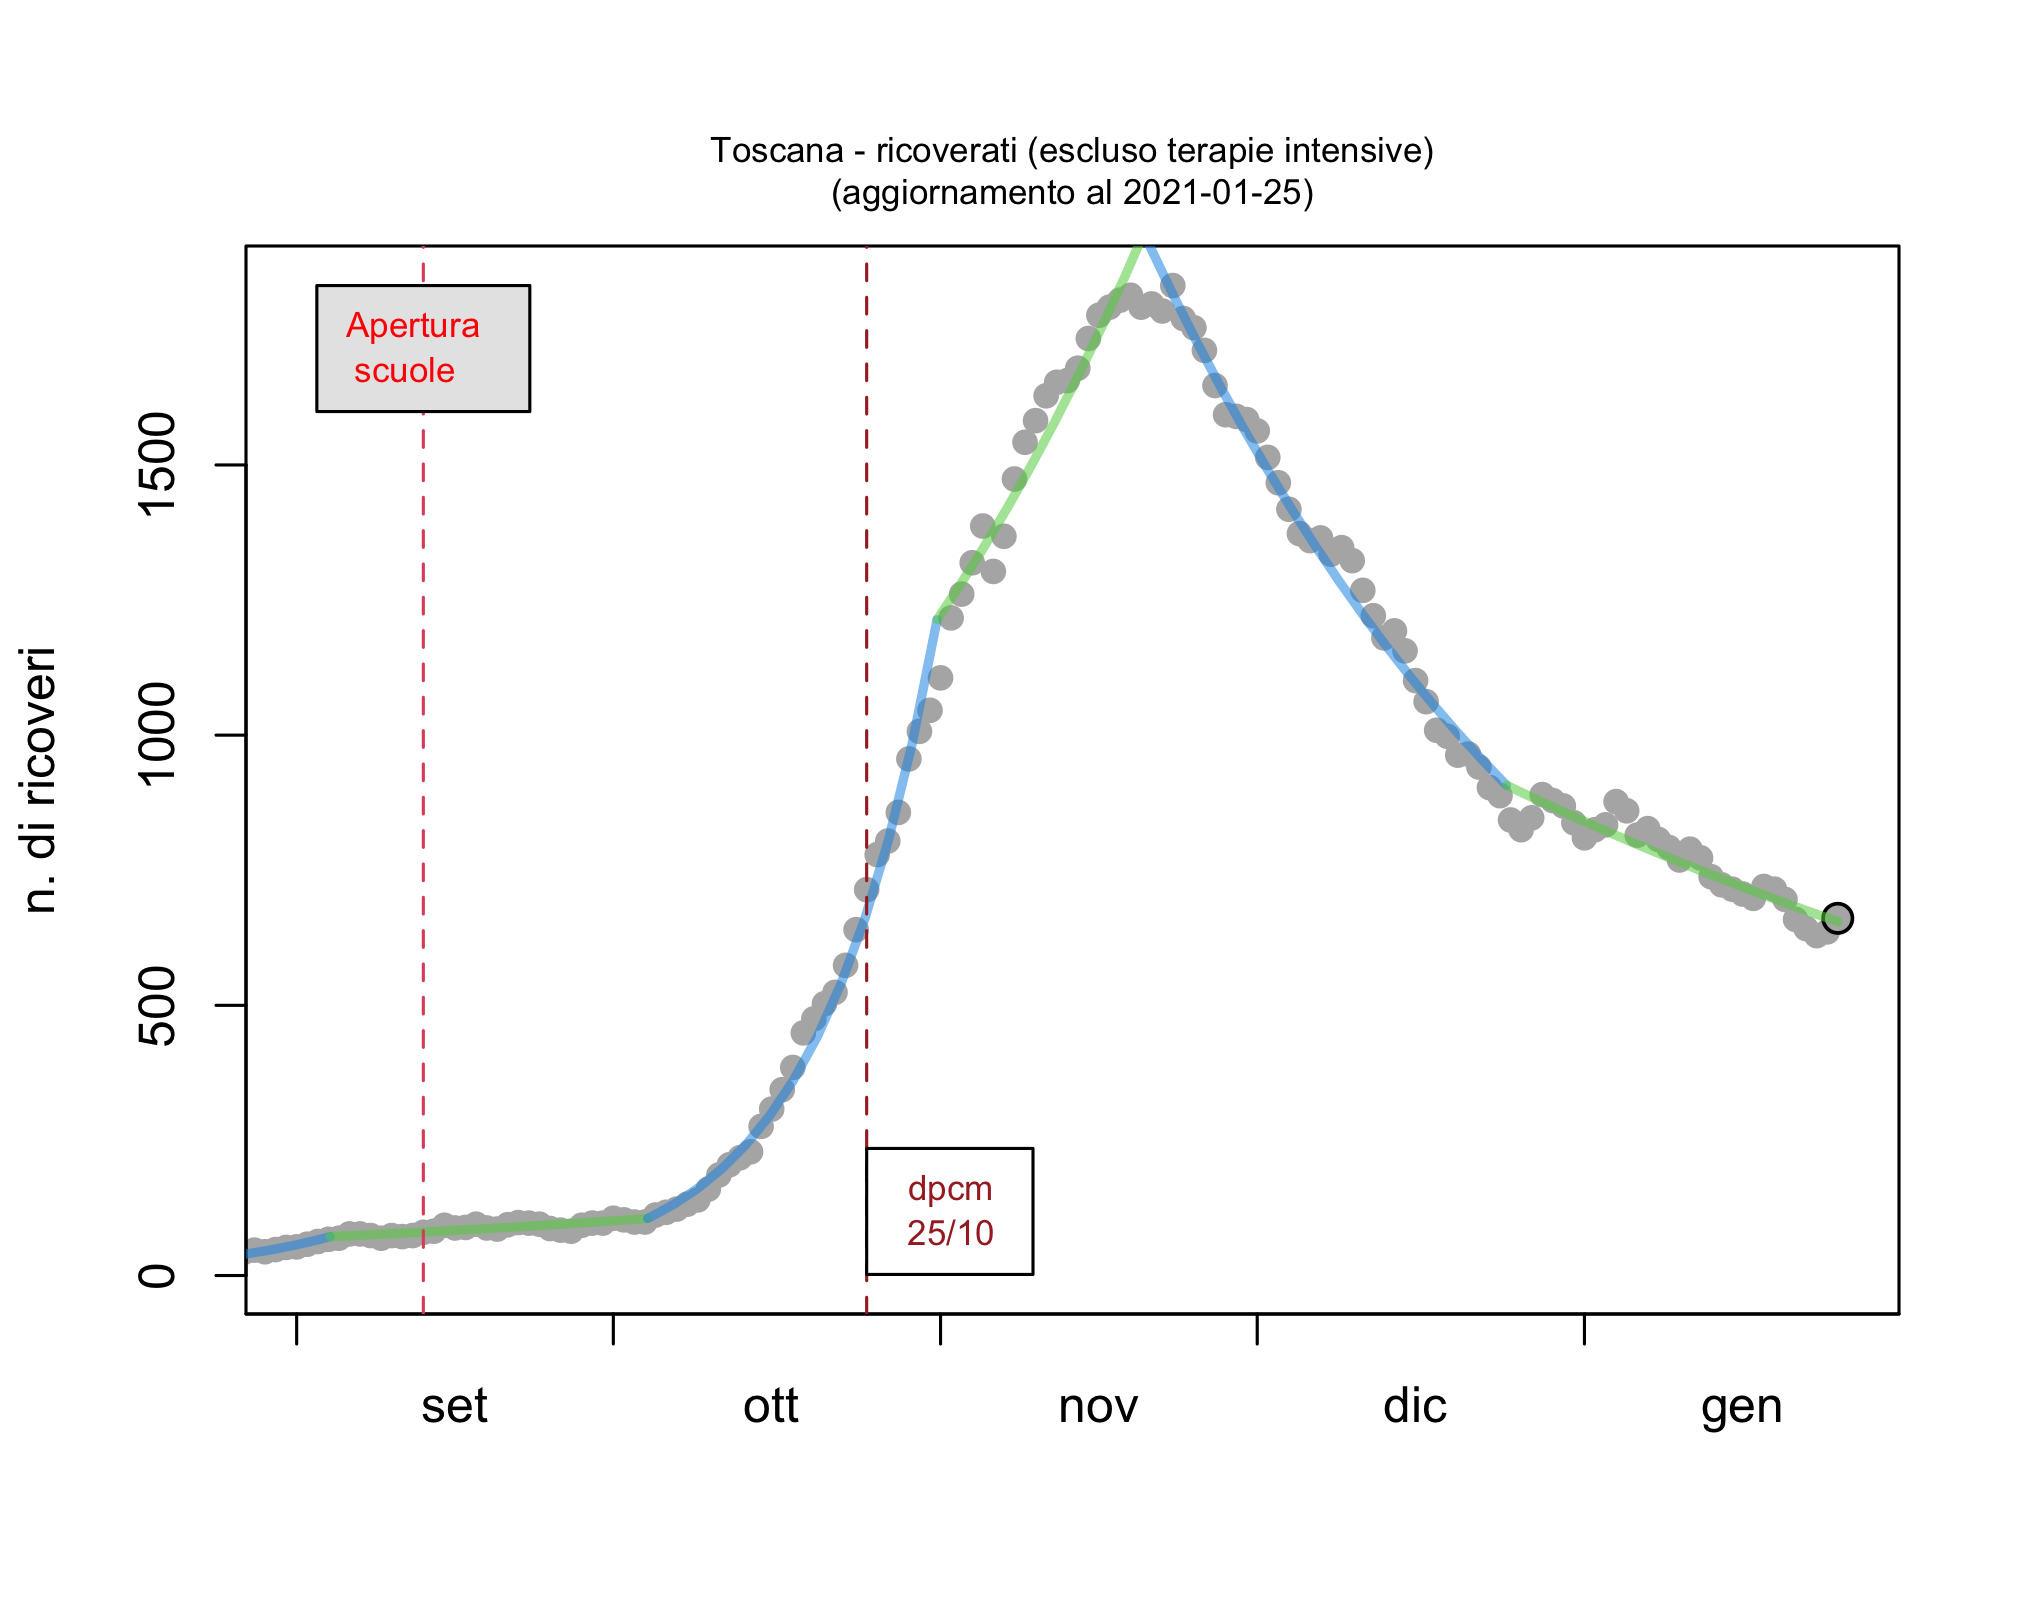 Toscana - ricoverati (escluso terapie intensive)
(aggiornamento al 2021-01-25)
Apertura
scuole
n. di ricoveri
1500
1000
500
0
dpcm
25/10
set ott nov dic gen